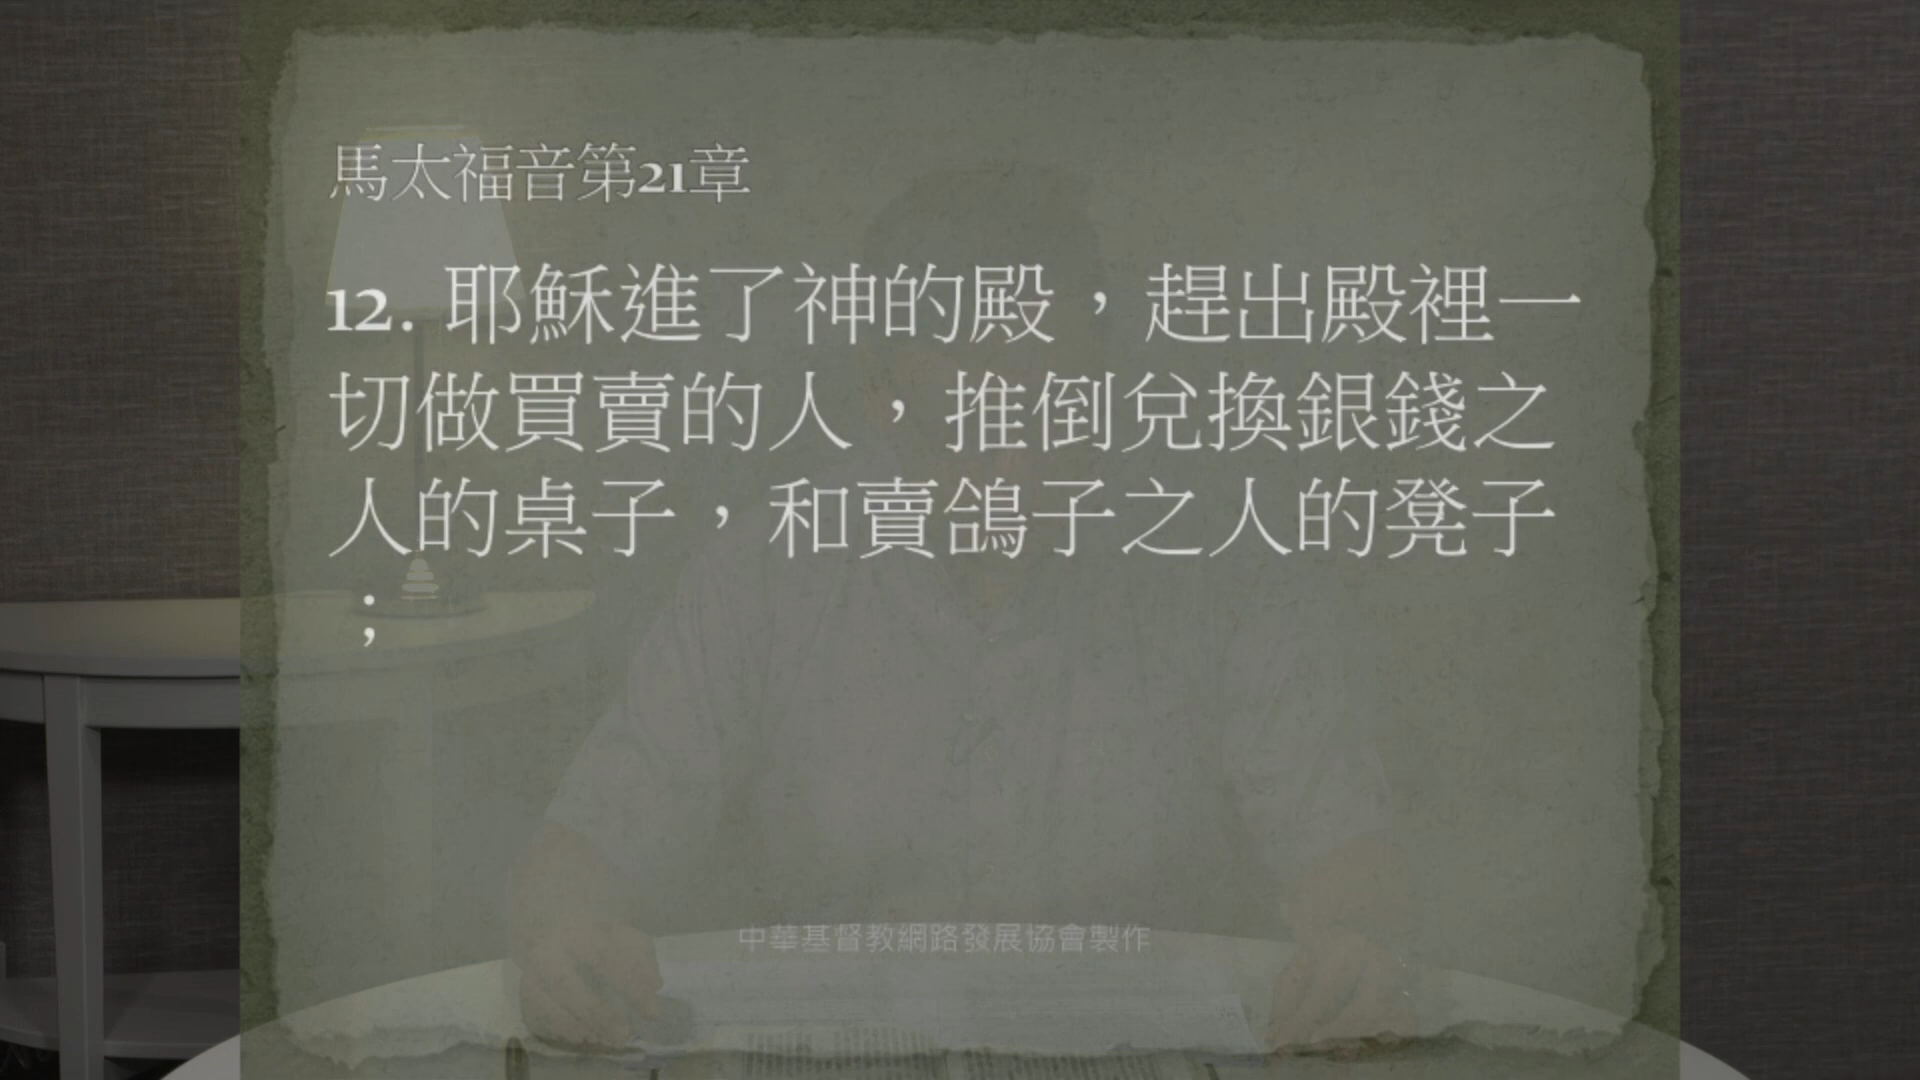 馬太福音第21章
12. 耶穌進了神的殿，趕出殿裡一
切做買賣的人，推倒兌換銀錢之
人的桌子，和賣鴿子之人的凳子
；
中華基督教網路發展協會製作